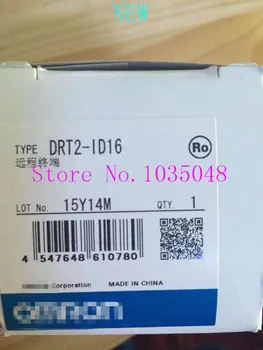 NEW
TYPE DRT2-ID16
远程终端
Ro
Store No.1035048
LOT No. 15Y14M QTY. 1
4 547648 610780
Corporation MADE IN CHINA